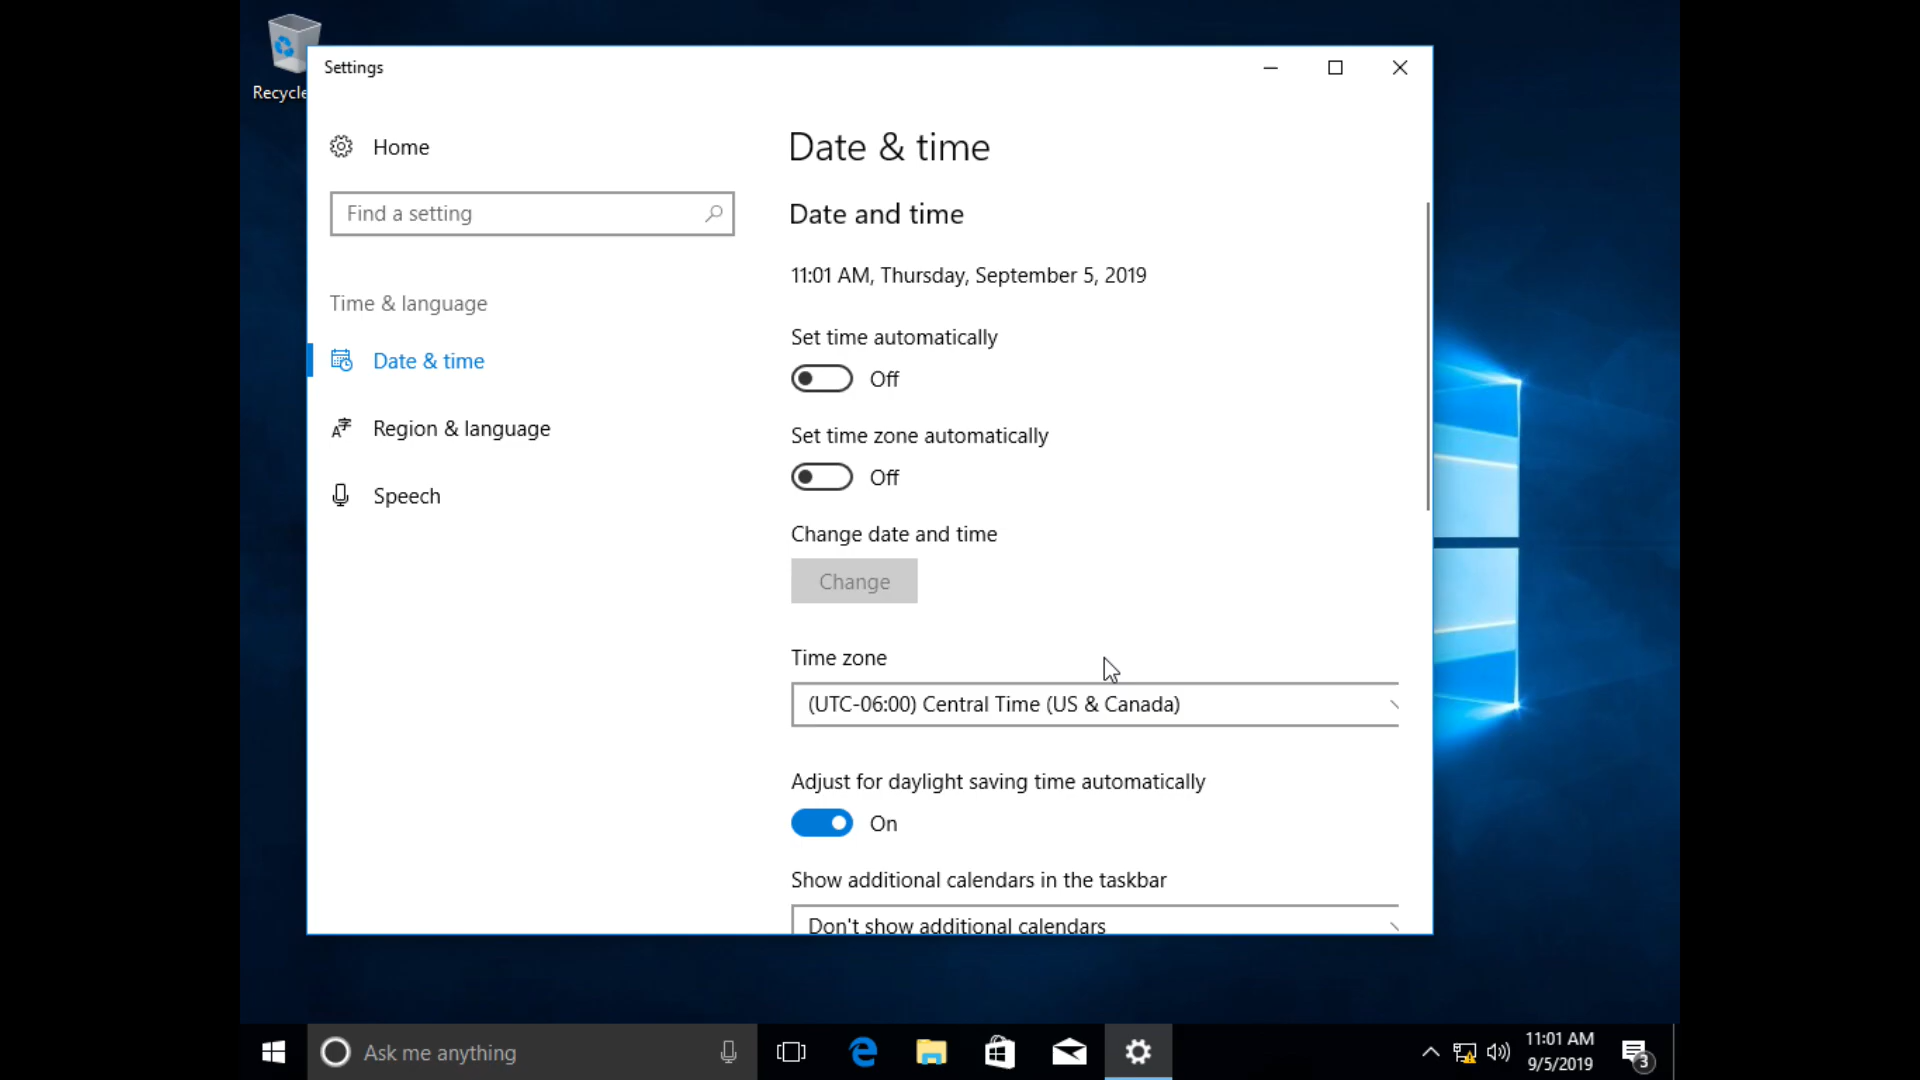 Recycle
Settings
Home
Find a setting
Time & language
Date & time
Region & language
Speech
Date & time
Date and time
11:01 AM, Thursday, September 5, 2019
Set time automatically
Off
Set time zone automatically
Off
Change date and time
Change
Time zone
(UTC-06:00) Central Time (US & Canada)
Adjust for daylight saving time automatically
On
Show additional calendars in the taskbar
Don't show additional calendars
Ask me anything
11:01 AM
9/5/2019
3